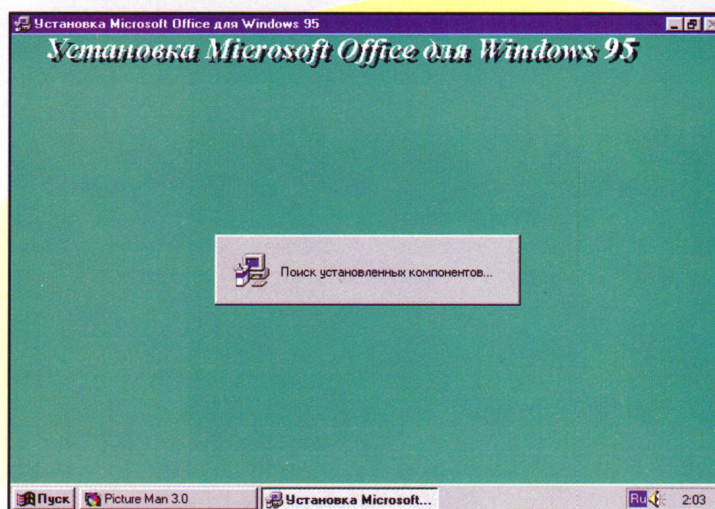 Установка Microsoft Office для Windows 95
Установка Microsoft Office для Windows 95
Поиск установленных компонентов...
Пуск
Picture Man 3.0
Установка Microsoft...
Ru
2:03